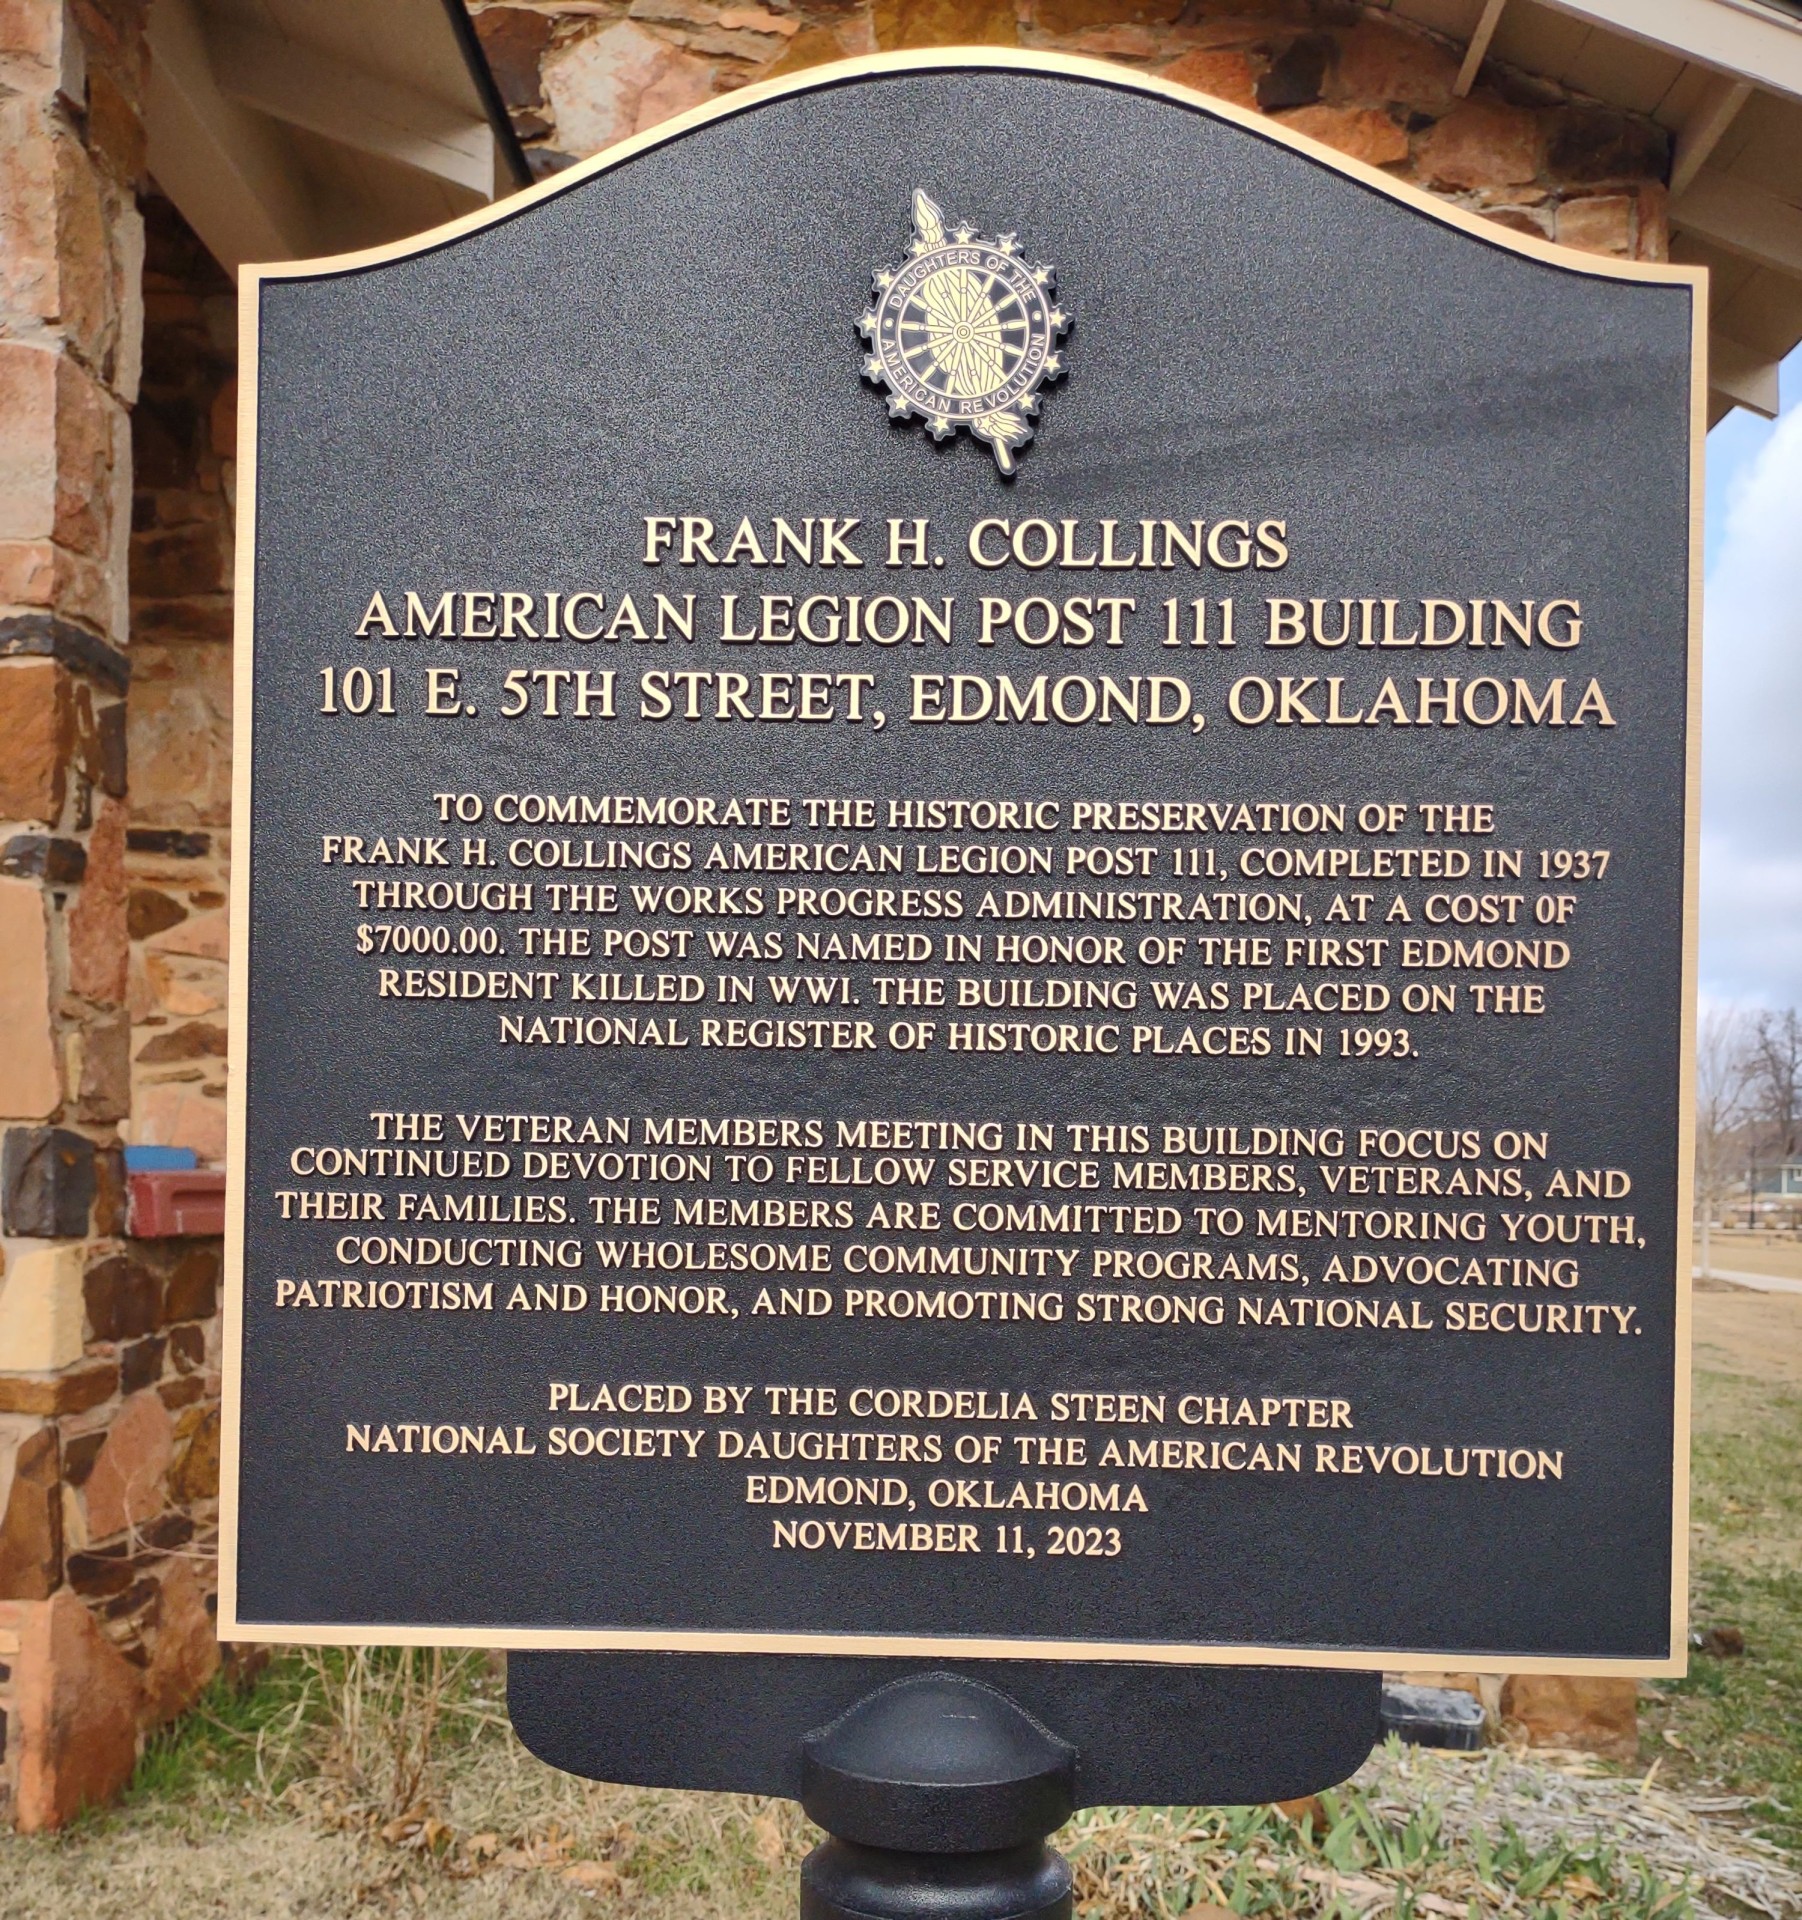 DAUGHTERS OF THE
AMERICAN REVOLUTION
FRANK H. COLLINGS
AMERICAN LEGION POST 111 BUILDING
101 E. 5TH STREET, EDMOND, OKLAHOMA
TO COMMEMORATE THE HISTORIC PRESERVATION OF THE
FRANK H. COLLINGS AMERICAN LEGION POST 111, COMPLETED IN 1937
THROUGH THE WORKS PROGRESS ADMINISTRATION, AT A COST OF
$7000.00. THE POST WAS NAMED IN HONOR OF THE FIRST EDMOND
RESIDENT KILLED IN WWI. THE BUILDING WAS PLACED ON THE
NATIONAL REGISTER OF HISTORIC PLACES IN 1993.
THE VETERAN MEMBERS MEETING IN THIS BUILDING FOCUS ON
CONTINUED DEVOTION TO FELLOW SERVICE MEMBERS, VETERANS, AND
THEIR FAMILIES. THE MEMBERS ARE COMMITTED TO MENTORING YOUTH,
CONDUCTING WHOLESOME COMMUNITY PROGRAMS, ADVOCATING
PATRIOTISM AND HONOR, AND PROMOTING STRONG NATIONAL SECURITY.
PLACED BY THE CORDELIA STEEN CHAPTER
NATIONAL SOCIETY DAUGHTERS OF THE AMERICAN REVOLUTION
EDMOND, OKLAHOMA
NOVEMBER 11, 2023